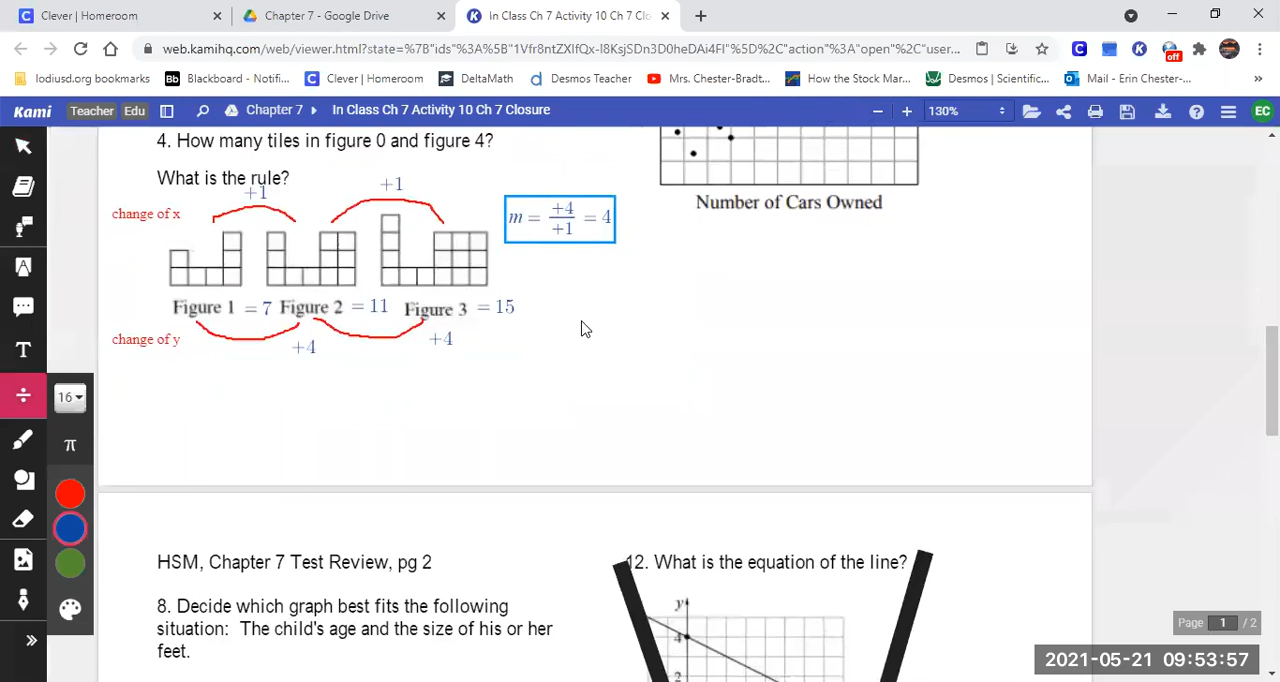 Clever | Homeroom
Chapter 7 - Google Drive
In Class Ch 7 Activity 10 Ch 7 Clo
web.kamihq.com/web/viewer.html?state=%7B"ids"%3A%5B"1Vfr8ntZXIfQx-I8KsjSDn3D0heDAi4FI"%5D%2C"action"%3A"open"%2C"user...
lodiusd.org bookmarks
Blackboard - Notifi...
Clever | Homeroom
DeltaMath
Desmos Teacher
Mrs. Chester-Bradt...
How the Stock Mar...
Desmos | Scientific...
Mail - Erin Chester-...
off
Kami
Teacher
Edu
Chapter 7
In Class Ch 7 Activity 10 Ch 7 Closure
130%
EC
4. How many tiles in figure 0 and figure 4?
What is the rule?
+1
+1
change of x
m = +4/+1 = 4
Number of Cars Owned
Figure 1 = 7
Figure 2 = 11
Figure 3 = 15
change of y
+4
+4
16
π
HSM, Chapter 7 Test Review, pg 2
8. Decide which graph best fits the following
situation: The child's age and the size of his or her
feet.
12. What is the equation of the line?
y
4
2
Page 1 / 2
2021-05-21 09:53:57